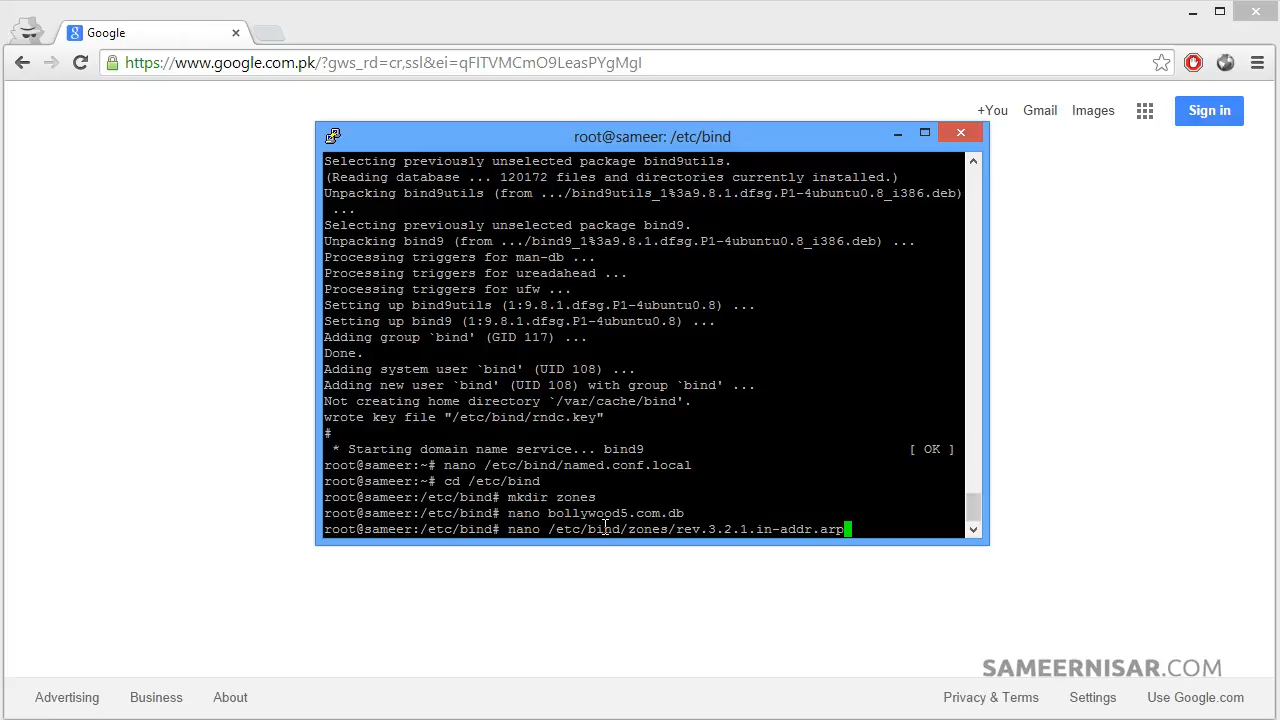 Google
https://www.google.com.pk/?gws_rd=cr,ssl&ei=qFlTVMCmO9LeasPYgMgI
+You Gmail Images Sign in
root@sameer: /etc/bind
Selecting previously unselected package bind9utils.
(Reading database ... 120172 files and directories currently installed.)
Unpacking bind9utils (from .../bind9utils_1%3a9.8.1.dfsg.P1-4ubuntu0.8_i386.deb)
...
Selecting previously unselected package bind9.
Unpacking bind9 (from .../bind9_1%3a9.8.1.dfsg.P1-4ubuntu0.8_i386.deb) ...
Processing triggers for man-db ...
Processing triggers for ureadahead ...
Processing triggers for ufw ...
Setting up bind9utils (1:9.8.1.dfsg.P1-4ubuntu0.8) ...
Setting up bind9 (1:9.8.1.dfsg.P1-4ubuntu0.8) ...
Adding group `bind' (GID 117) ...
Done.
Adding system user `bind' (UID 108) ...
Adding new user `bind' (UID 108) with group `bind' ...
Not creating home directory `/var/cache/bind'.
wrote key file "/etc/bind/rndc.key"
#
* Starting domain name service... bind9 [ OK ]
root@sameer:~# nano /etc/bind/named.conf.local
root@sameer:~# cd /etc/bind
root@sameer:/etc/bind# mkdir zones
root@sameer:/etc/bind# nano bollywood5.com.db
root@sameer:/etc/bind# nano /etc/bind/zones/rev.3.2.1.in-addr.arp
SAMEERNISAR.COM
Advertising Business About Privacy & Terms Settings Use Google.com